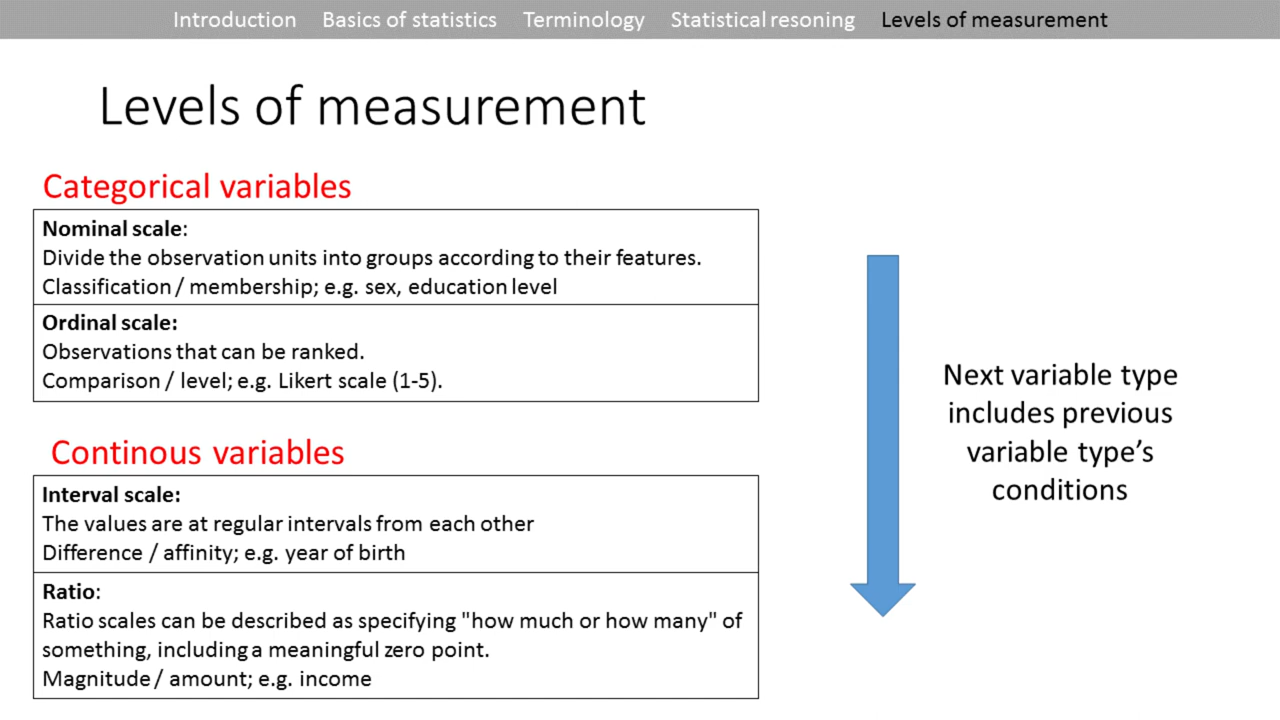 Introduction Basics of statistics Terminology Statistical resoning Levels of measurement
Levels of measurement
Categorical variables
Nominal scale:
Divide the observation units into groups according to their features.
Classification / membership; e.g. sex, education level
Ordinal scale:
Observations that can be ranked.
Comparison / level; e.g. Likert scale (1-5).
Continous variables
Interval scale:
The values are at regular intervals from each other
Difference / affinity; e.g. year of birth
Ratio:
Ratio scales can be described as specifying "how much or how many" of
something, including a meaningful zero point.
Magnitude / amount; e.g. income
Next variable type
includes previous
variable type’s
conditions